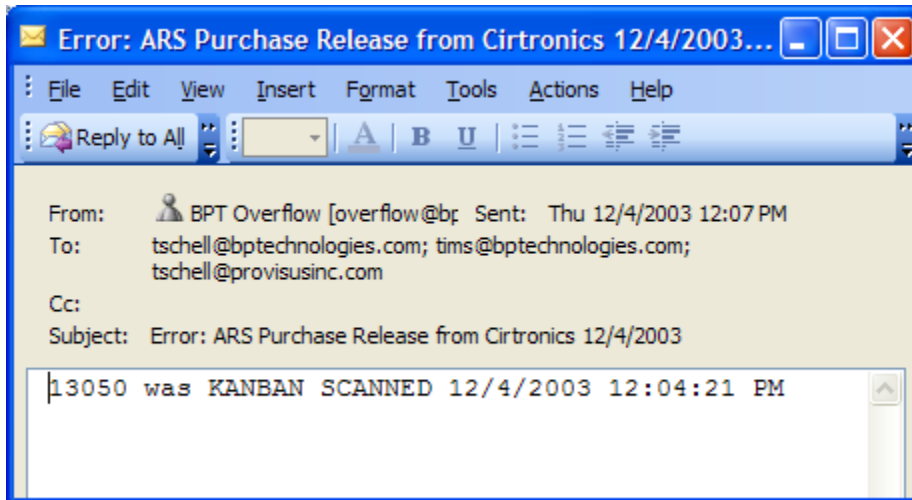 Error: ARS Purchase Release from Cirtronics 12/4/2003...
File Edit View Insert Format Tools Actions Help
Reply to All A B U
From: BPT Overflow [overflow@bp Sent: Thu 12/4/2003 12:07 PM
To: tschell@bptechnologies.com; tims@bptechnologies.com;
tschell@provisusinc.com
Cc:
Subject: Error: ARS Purchase Release from Cirtronics 12/4/2003
13050 was KANBAN SCANNED 12/4/2003 12:04:21 PM